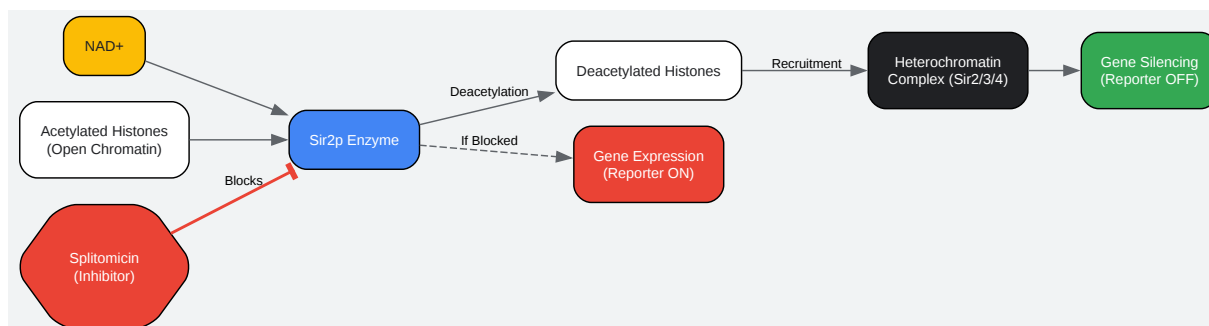 NAD+
Acetylated Histones
(Open Chromatin)
Splitomicin
(Inhibitor)
Blocks
Sir2p Enzyme
Deacetylation
If Blocked
Deacetylated Histones
Gene Expression
(Reporter ON)
Recruitment
Heterochromatin
Complex (Sir2/3/4)
Gene Silencing
(Reporter OFF)